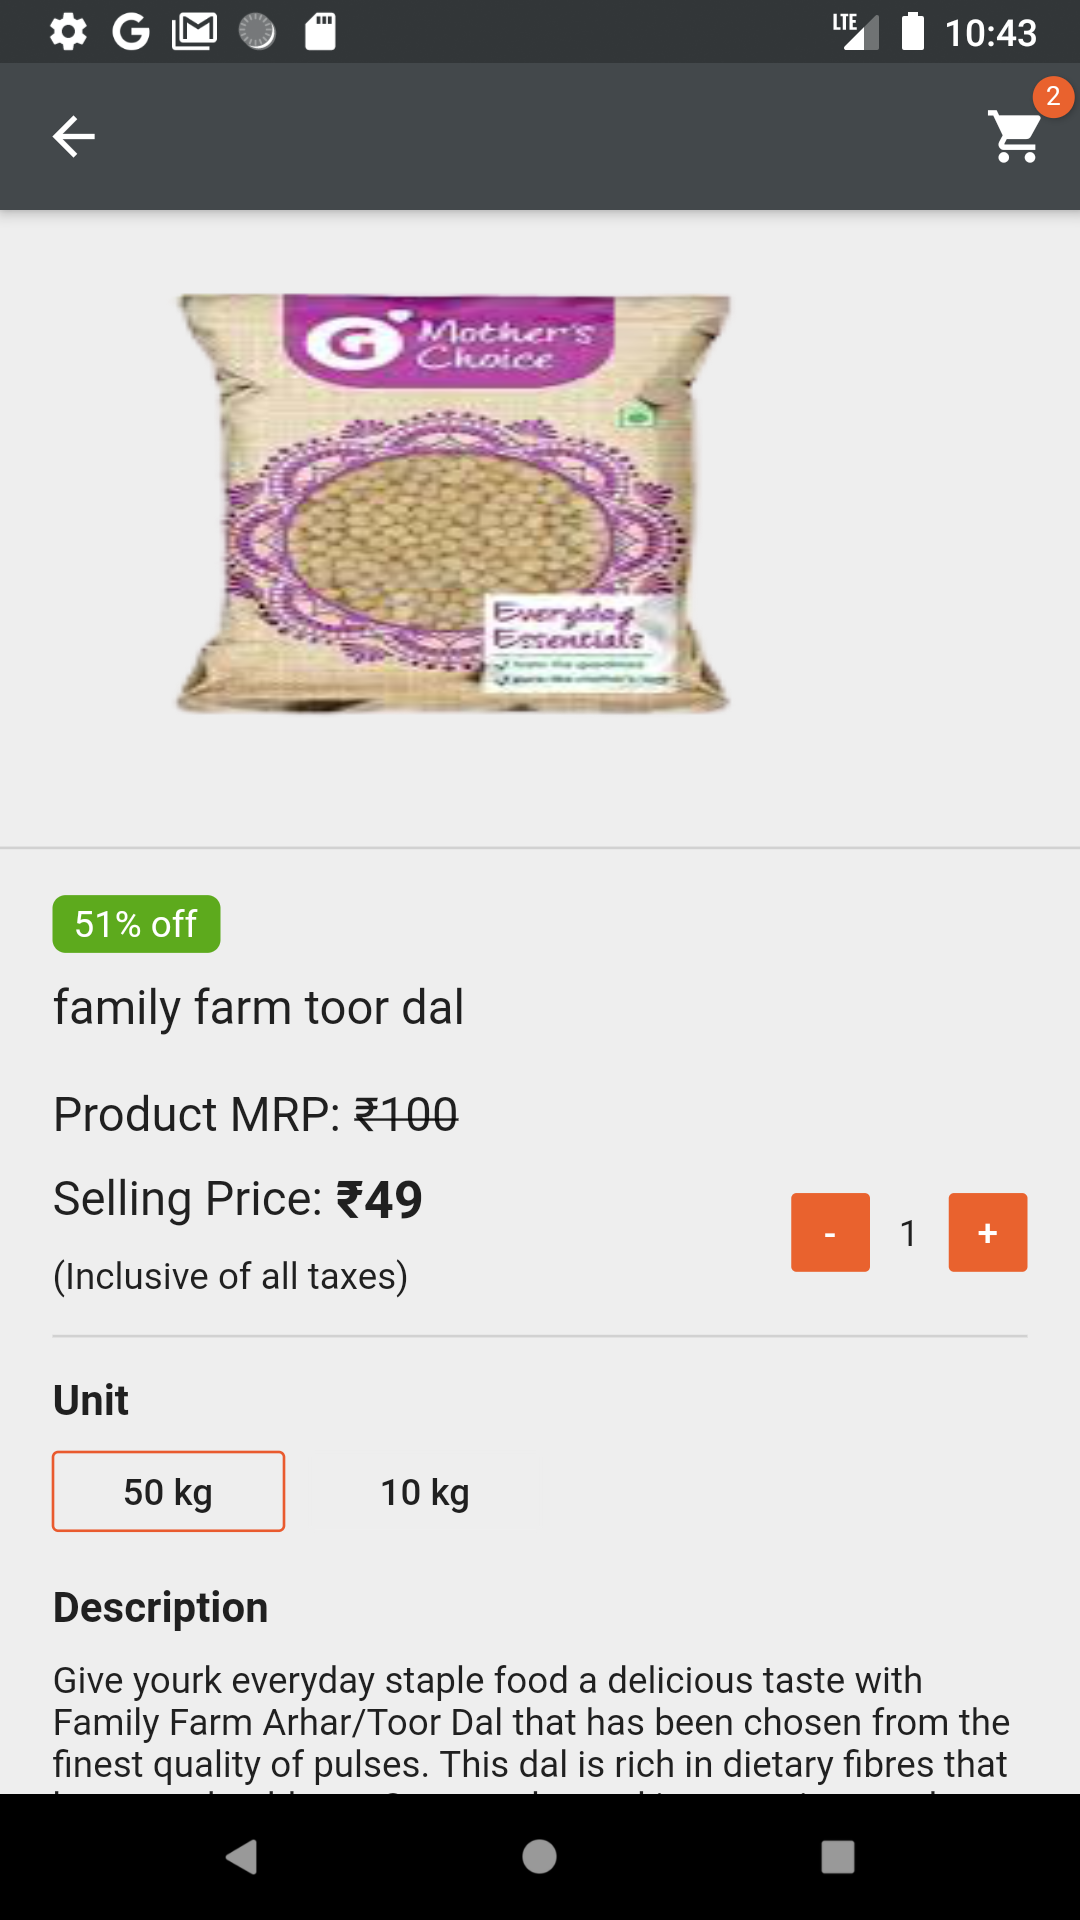 LTE 10:43
2
G Mother's
Choice
Everyday
Essentials
51% off
family farm toor dal
Product MRP: ₹100
Selling Price: ₹49
- 1 +
(Inclusive of all taxes)
Unit
50 kg 10 kg
Description
Give yourk everyday staple food a delicious taste with
Family Farm Arhar/Toor Dal that has been chosen from the
finest quality of pulses. This dal is rich in dietary fibres that